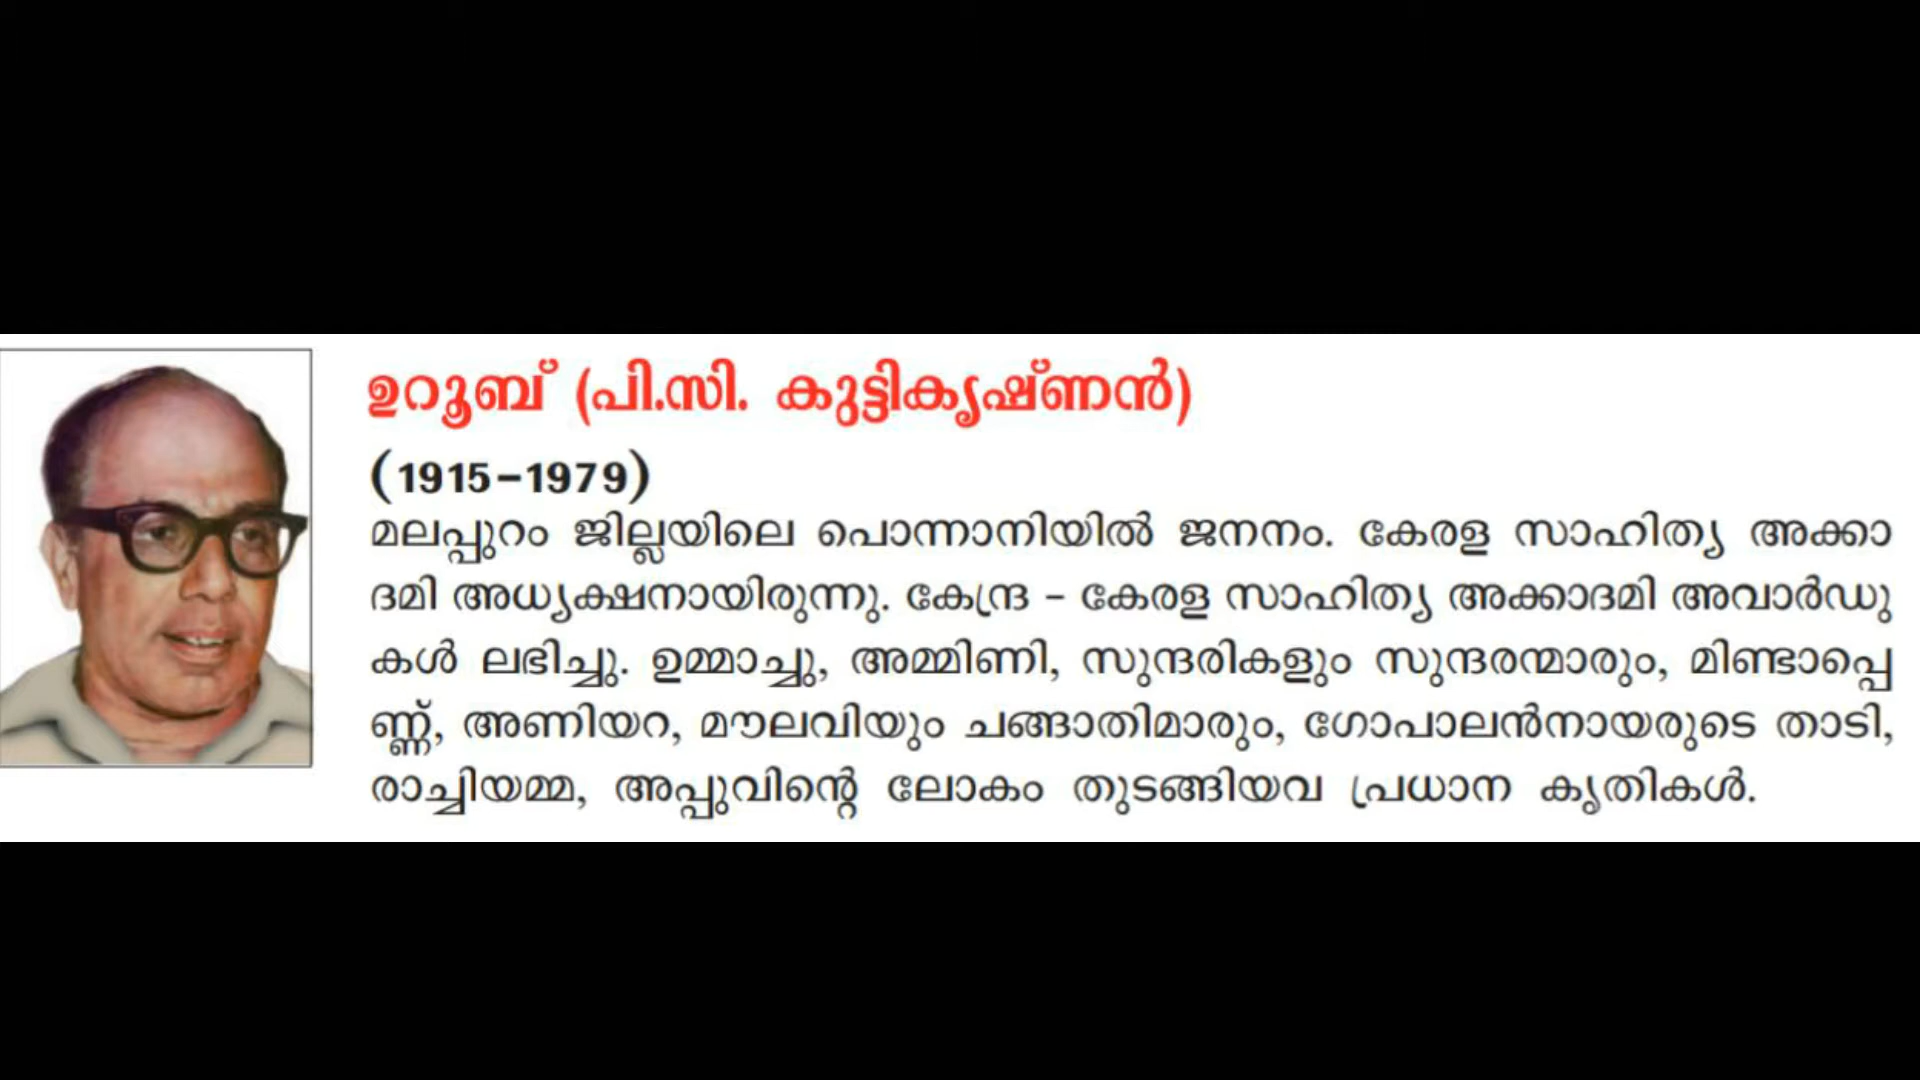 ഉറൂബ് (പി.സി. കുട്ടികൃഷ്ണൻ)
(1915-1979)
മലപ്പുറം ജില്ലയിലെ പൊന്നാനിയിൽ ജനനം. കേരള സാഹിത്യ അക്കാ
ദമി അധ്യക്ഷനായിരുന്നു. കേന്ദ്ര – കേരള സാഹിത്യ അക്കാദമി അവാർഡു
കൾ ലഭിച്ചു. ഉമ്മാച്ചു, അമ്മിണി, സുന്ദരികളും സുന്ദരന്മാരും, മിണ്ടാപ്പെ
ണ്ണ്, അണിയറ, മൗലവിയും ചങ്ങാതിമാരും, ഗോപാലൻനായരുടെ താടി,
രാച്ചിയമ്മ, അപ്പുവിന്റെ ലോകം തുടങ്ങിയവ പ്രധാന കൃതികൾ.